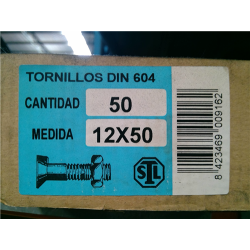 TORNILLOS DIN 604
CANTIDAD 50
MEDIDA 12X50
STL
8 423469 009162